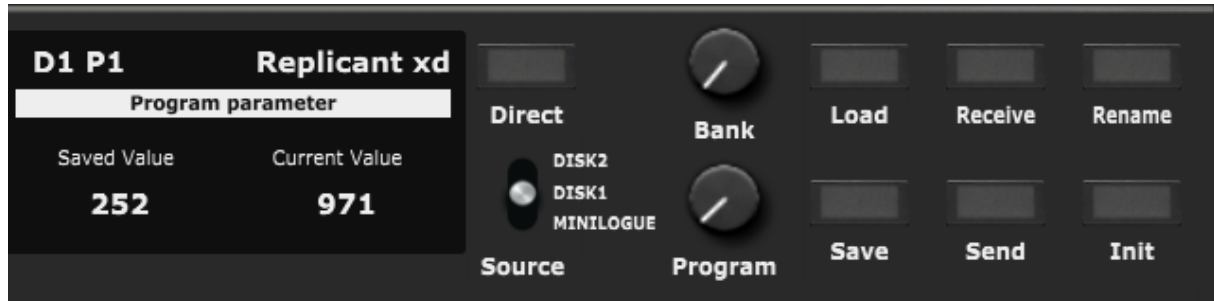 D1 P1 Replicant xd
Program parameter
Saved Value Current Value
252 971
Direct
DISK2
DISK1
MINILOGUE
Source
Bank
Program
Load Receive Rename
Save Send Init